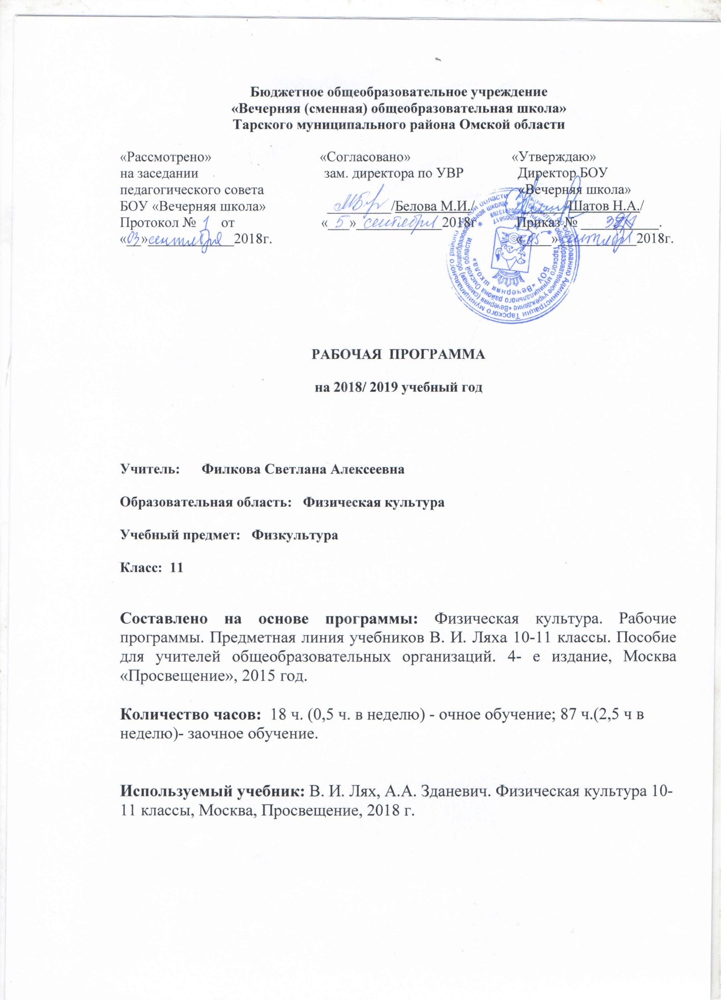 Бюджетное общеобразовательное учреждение
«Вечерняя (сменная) общеобразовательная школа»
Тарского муниципального района Омской области
«Рассмотрено» «Согласовано» «Утверждаю»
на заседании зам. директора по УВР Директор БОУ
педагогического совета «Вечерняя школа»
БОУ «Вечерняя школа» /Белова М.И./ /Шатов Н.А./
Протокол № 1 от «5» сентября 2018г Приказ № .
«03» сентября 2018г. «05» сентября 2018г.
БОУ «Вечерняя школа»
РАБОЧАЯ ПРОГРАММА
на 2018/ 2019 учебный год
Учитель: Филкова Светлана Алексеевна
Образовательная область: Физическая культура
Учебный предмет: Физкультура
Класс: 11
Составлено на основе программы: Физическая культура. Рабочие
программы. Предметная линия учебников В. И. Ляха 10-11 классы. Пособие
для учителей общеобразовательных организаций. 4- е издание, Москва
«Просвещение», 2015 год.
Количество часов: 18 ч. (0,5 ч. в неделю) - очное обучение; 87 ч.(2,5 ч в
неделю)- заочное обучение.
Используемый учебник: В. И. Лях, А.А. Зданевич. Физическая культура 10-
11 классы, Москва, Просвещение, 2018 г.